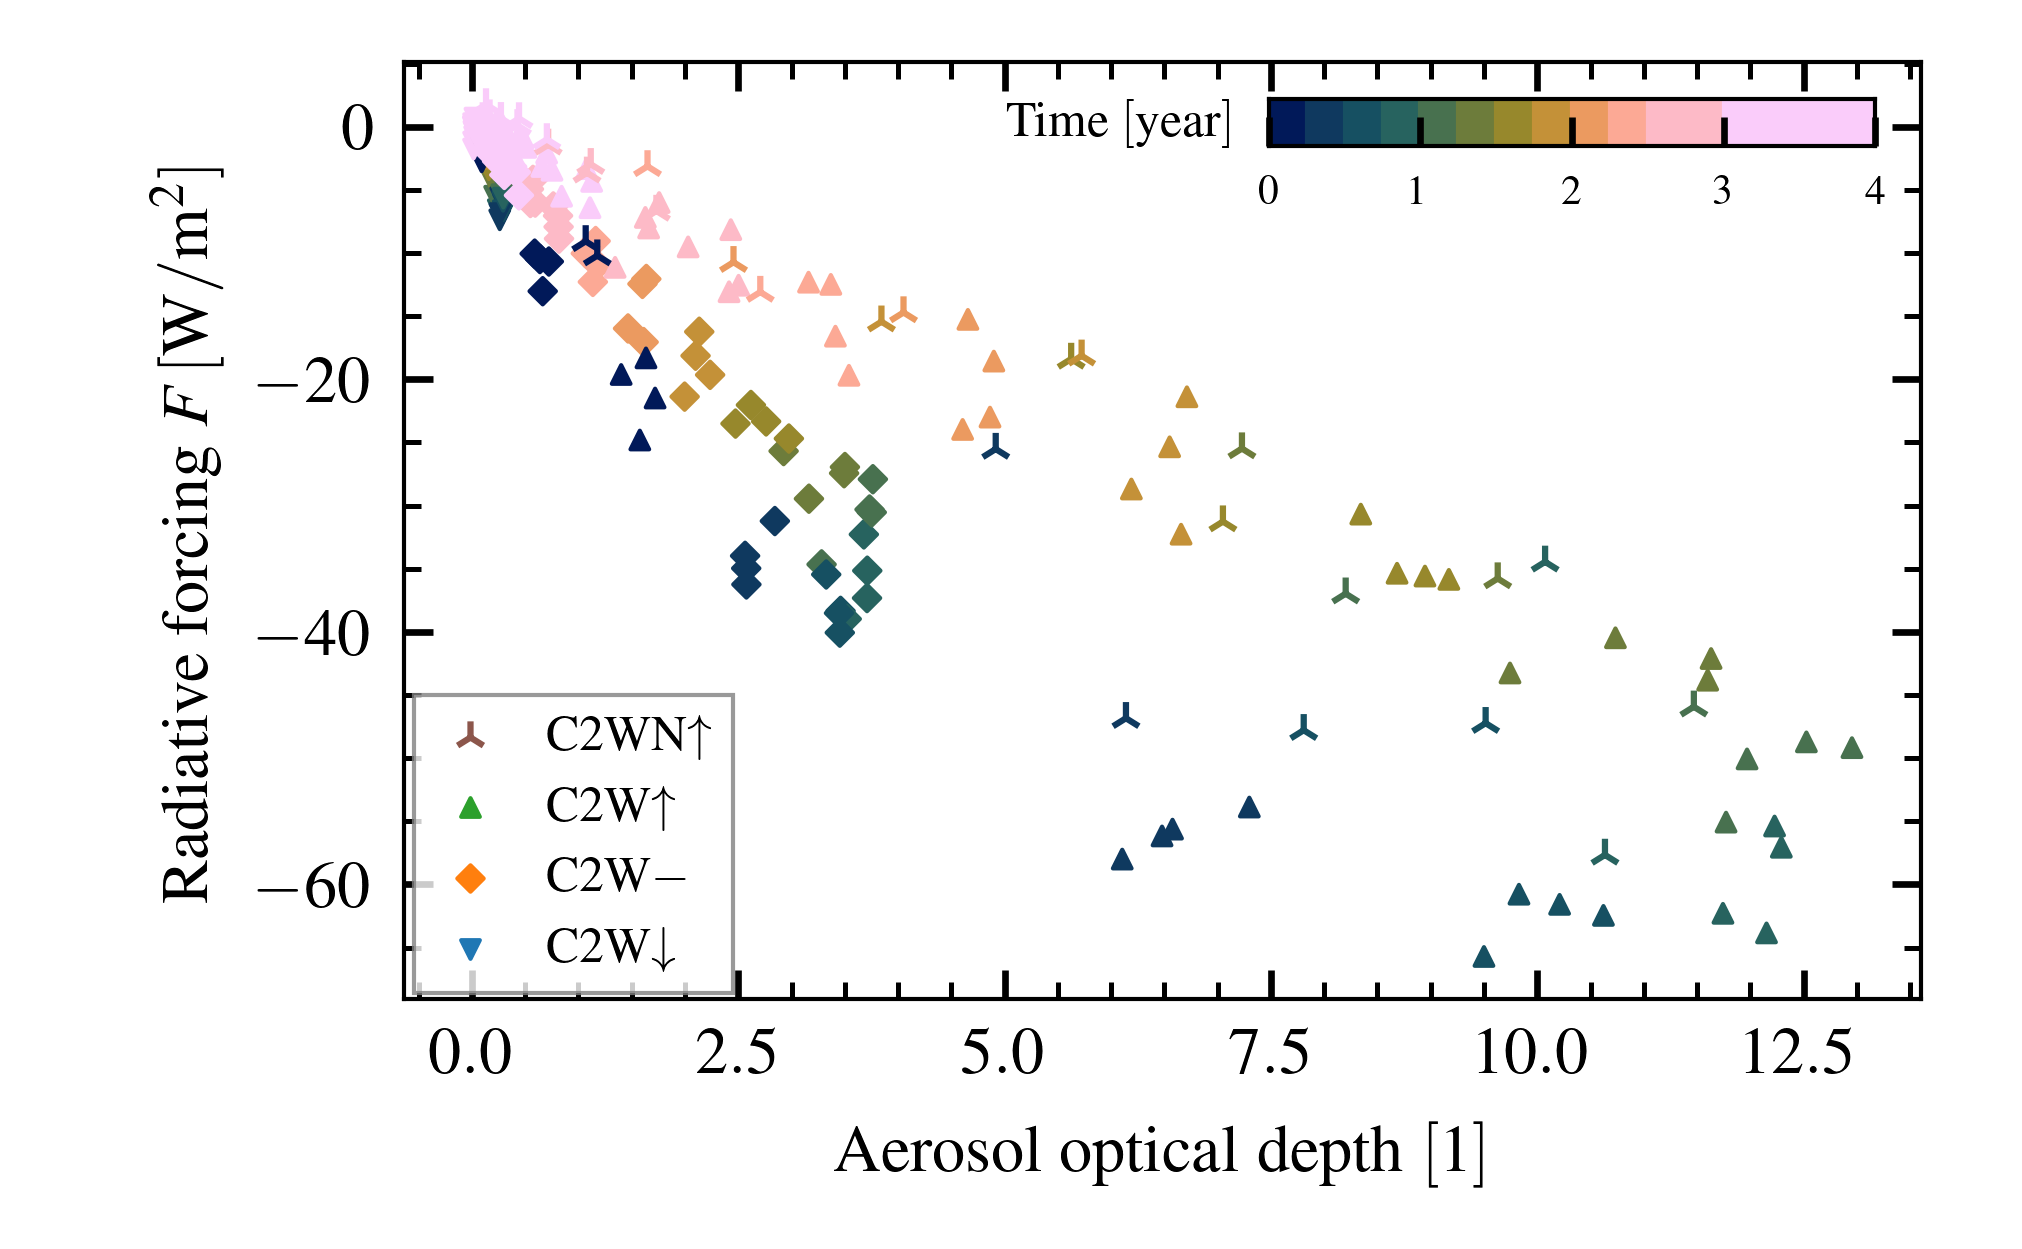 Time [year]
0 1 2 3 4
Radiative forcing F [W/m²]
0
−20
−40
−60
C2WN↑
C2W↑
C2W−
C2W↓
0.0 2.5 5.0 7.5 10.0 12.5
Aerosol optical depth [1]